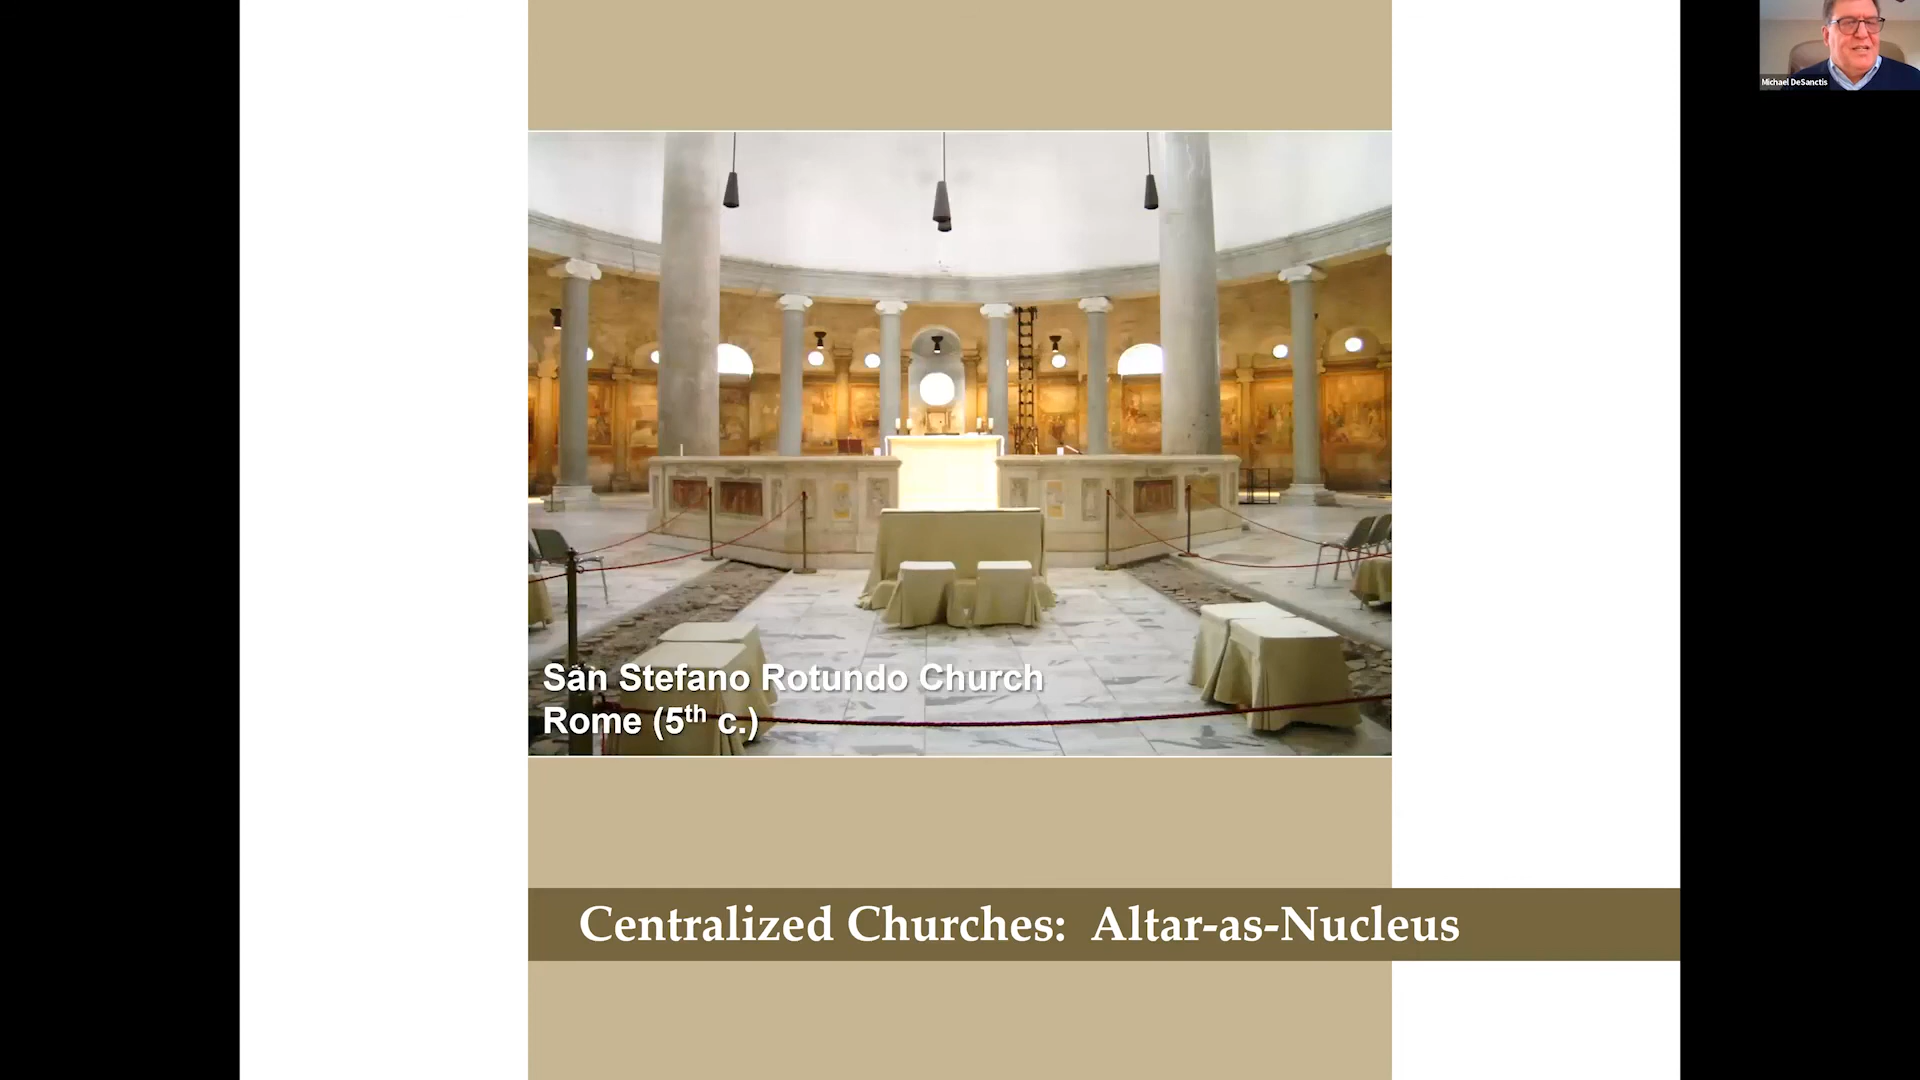 Michael DeSanctis
San Stefano Rotundo Church
Rome (5th c.)
Centralized Churches: Altar-as-Nucleus